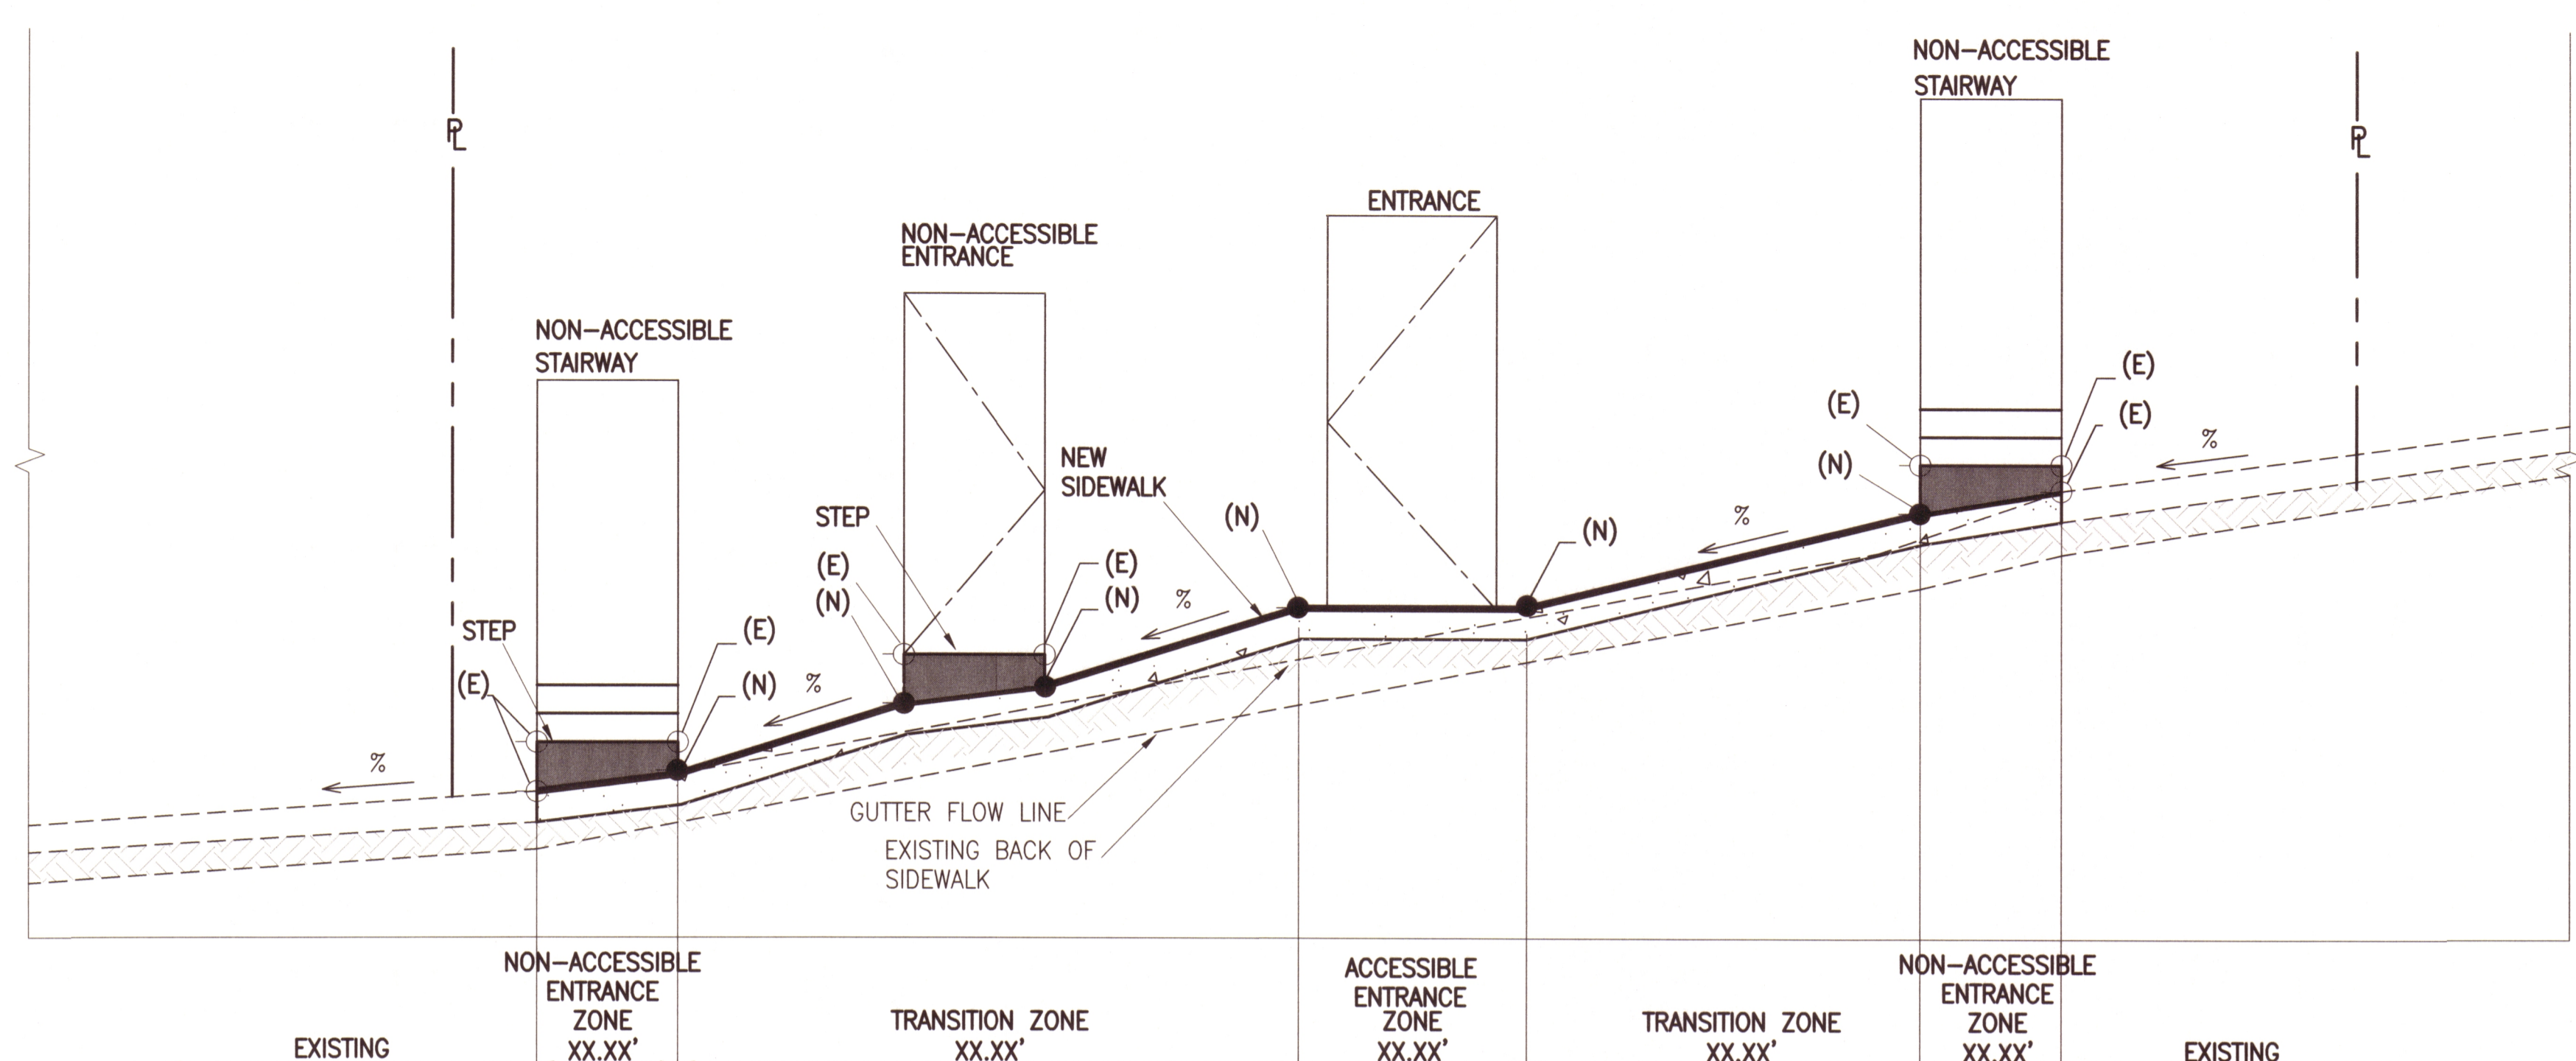 NON-ACCESSIBLE
STAIRWAY
PL
PL
ENTRANCE
NON-ACCESSIBLE
ENTRANCE
NON-ACCESSIBLE
STAIRWAY
(E)
(E)
(E)
%
NEW
SIDEWALK
(N)
STEP
(N)
%
(N)
(E)
(E)
(N)
(N)
%
STEP
(E)
(E)
(N)
%
%
GUTTER FLOW LINE
EXISTING BACK OF
SIDEWALK
NON-ACCESSIBLE
ENTRANCE
ZONE
XX.XX'
ACCESSIBLE
ENTRANCE
ZONE
XX.XX'
NON-ACCESSIBLE
ENTRANCE
ZONE
XX.XX'
TRANSITION ZONE
XX.XX'
TRANSITION ZONE
XX.XX'
EXISTING
EXISTING